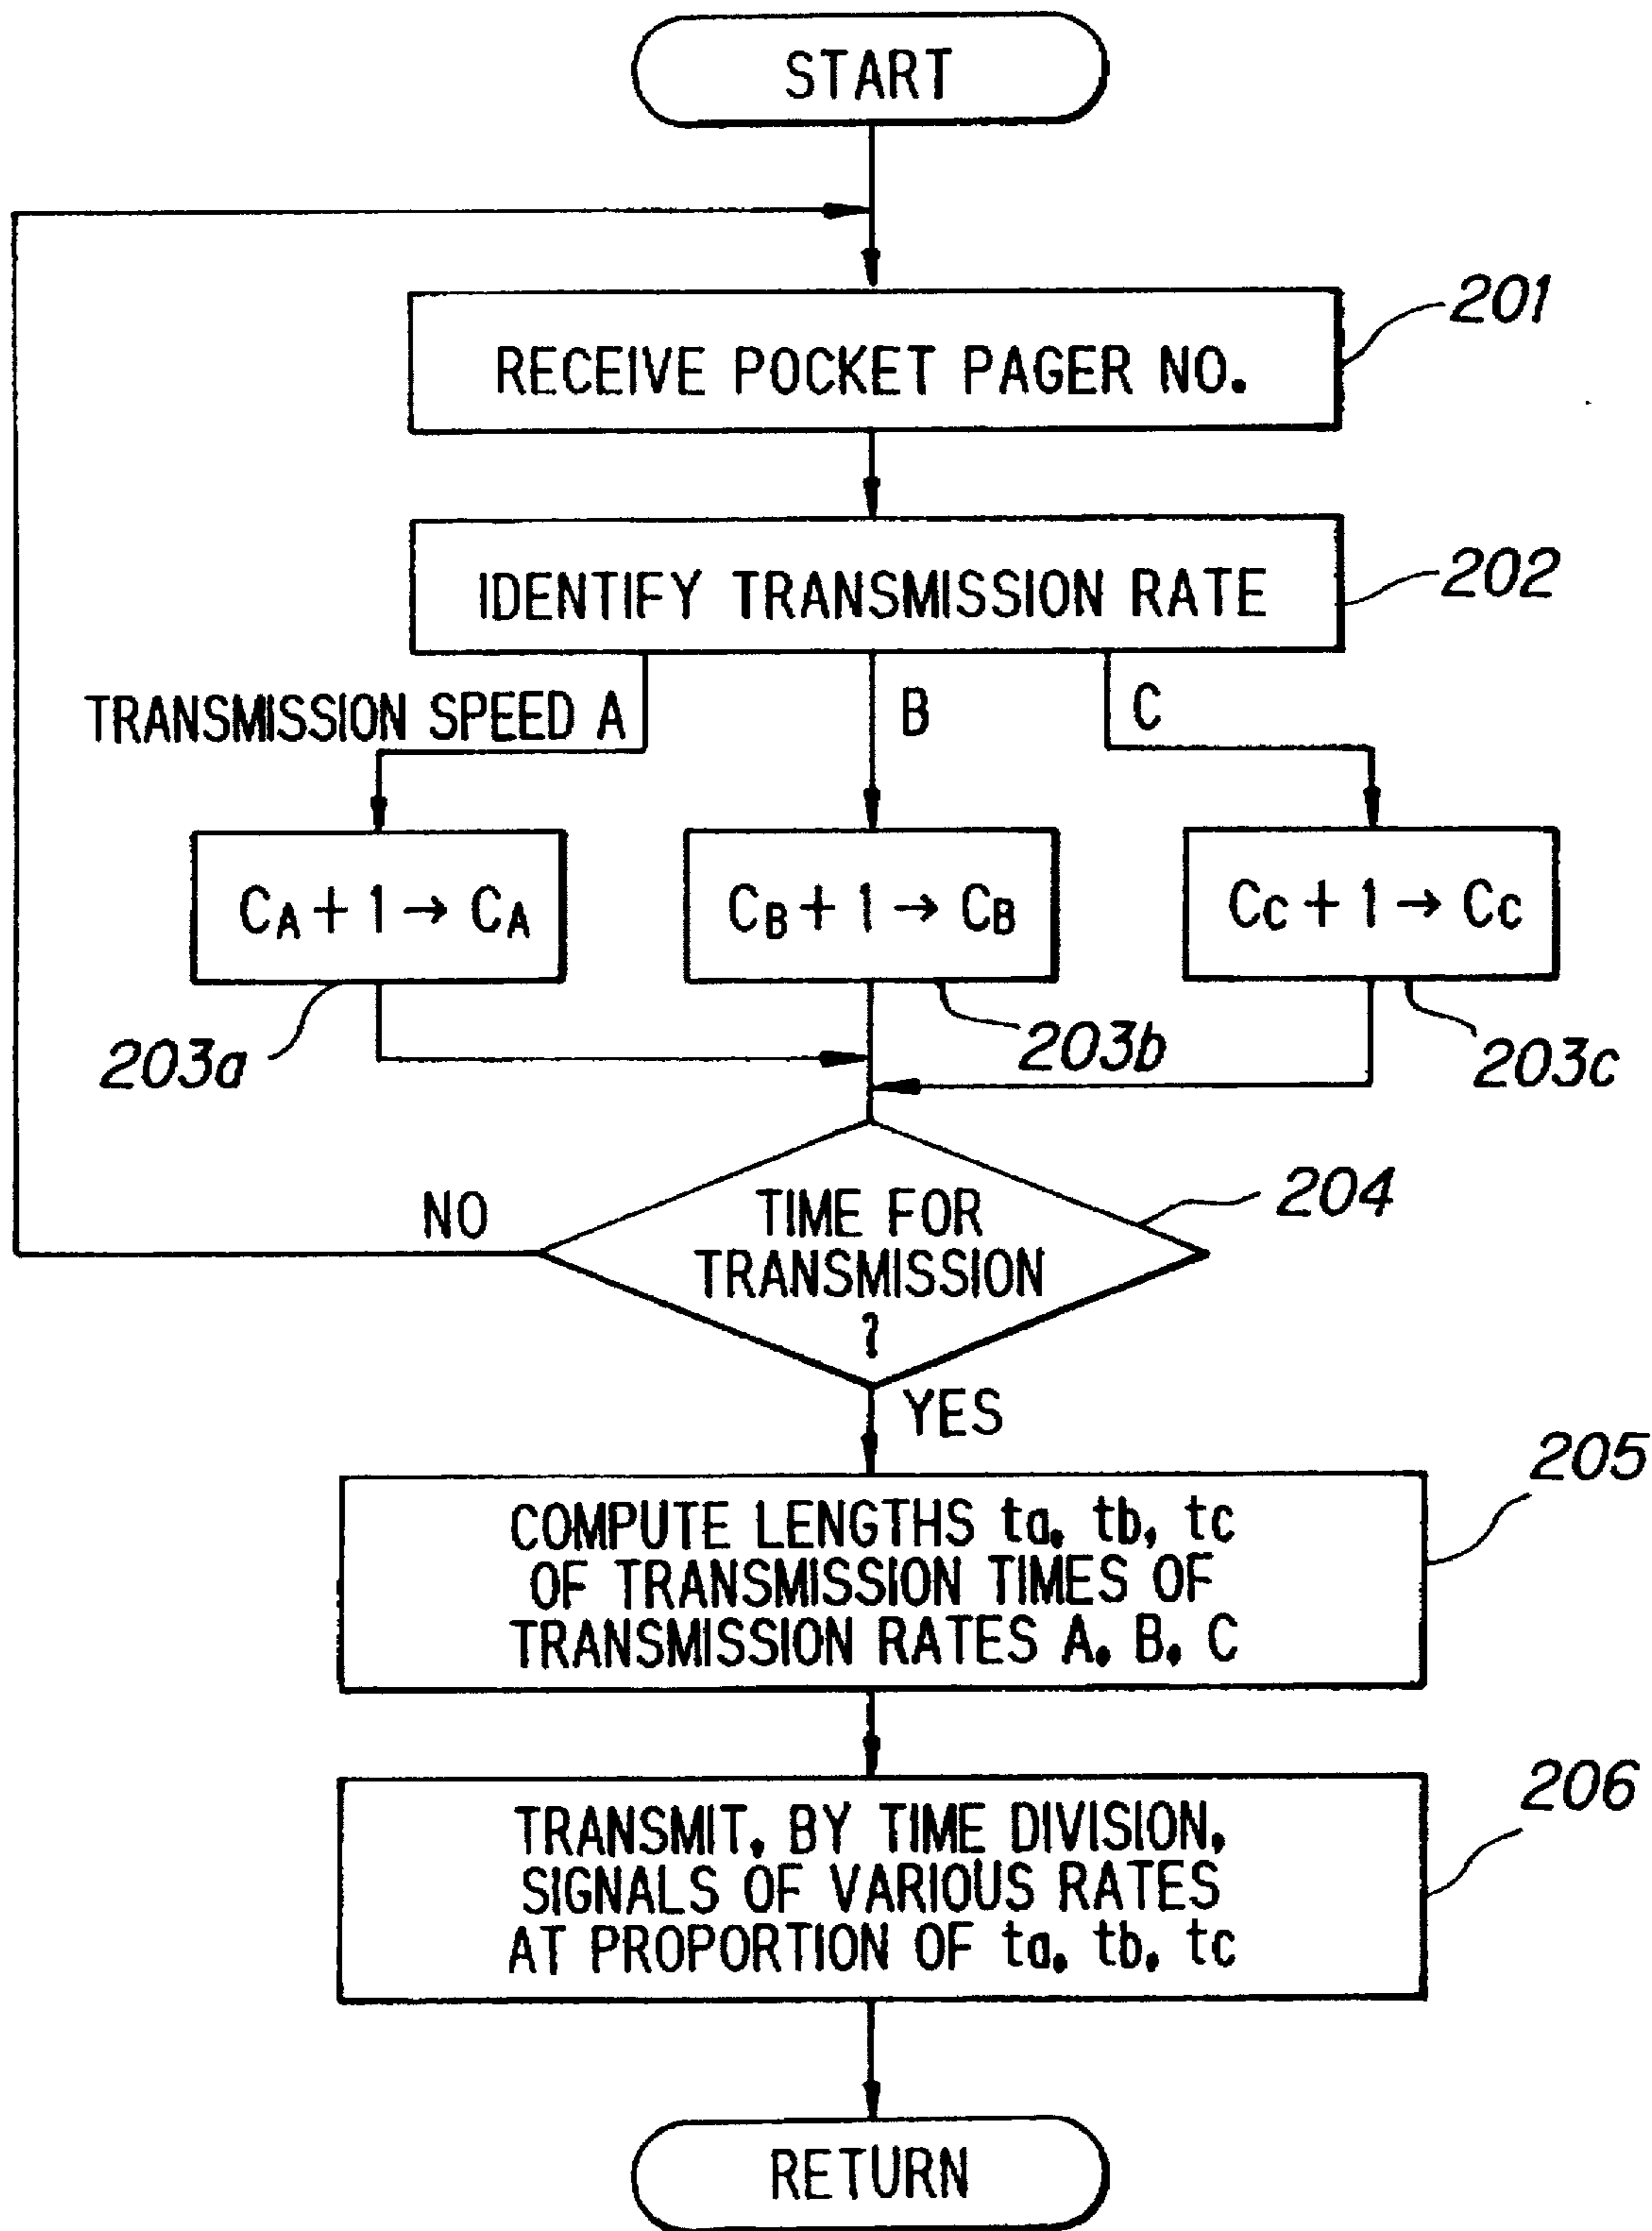 START
RECEIVE POCKET PAGER NO.
201
IDENTIFY TRANSMISSION RATE
202
TRANSMISSION SPEED A
B
C
CA + 1 → CA
CB + 1 → CB
CC + 1 → CC
203a
203b
203c
TIME FOR
TRANSMISSION
?
204
NO
YES
COMPUTE LENGTHS ta, tb, tc
OF TRANSMISSION TIMES OF
TRANSMISSION RATES A, B, C
205
TRANSMIT, BY TIME DIVISION,
SIGNALS OF VARIOUS RATES
AT PROPORTION OF ta, tb, tc
206
RETURN